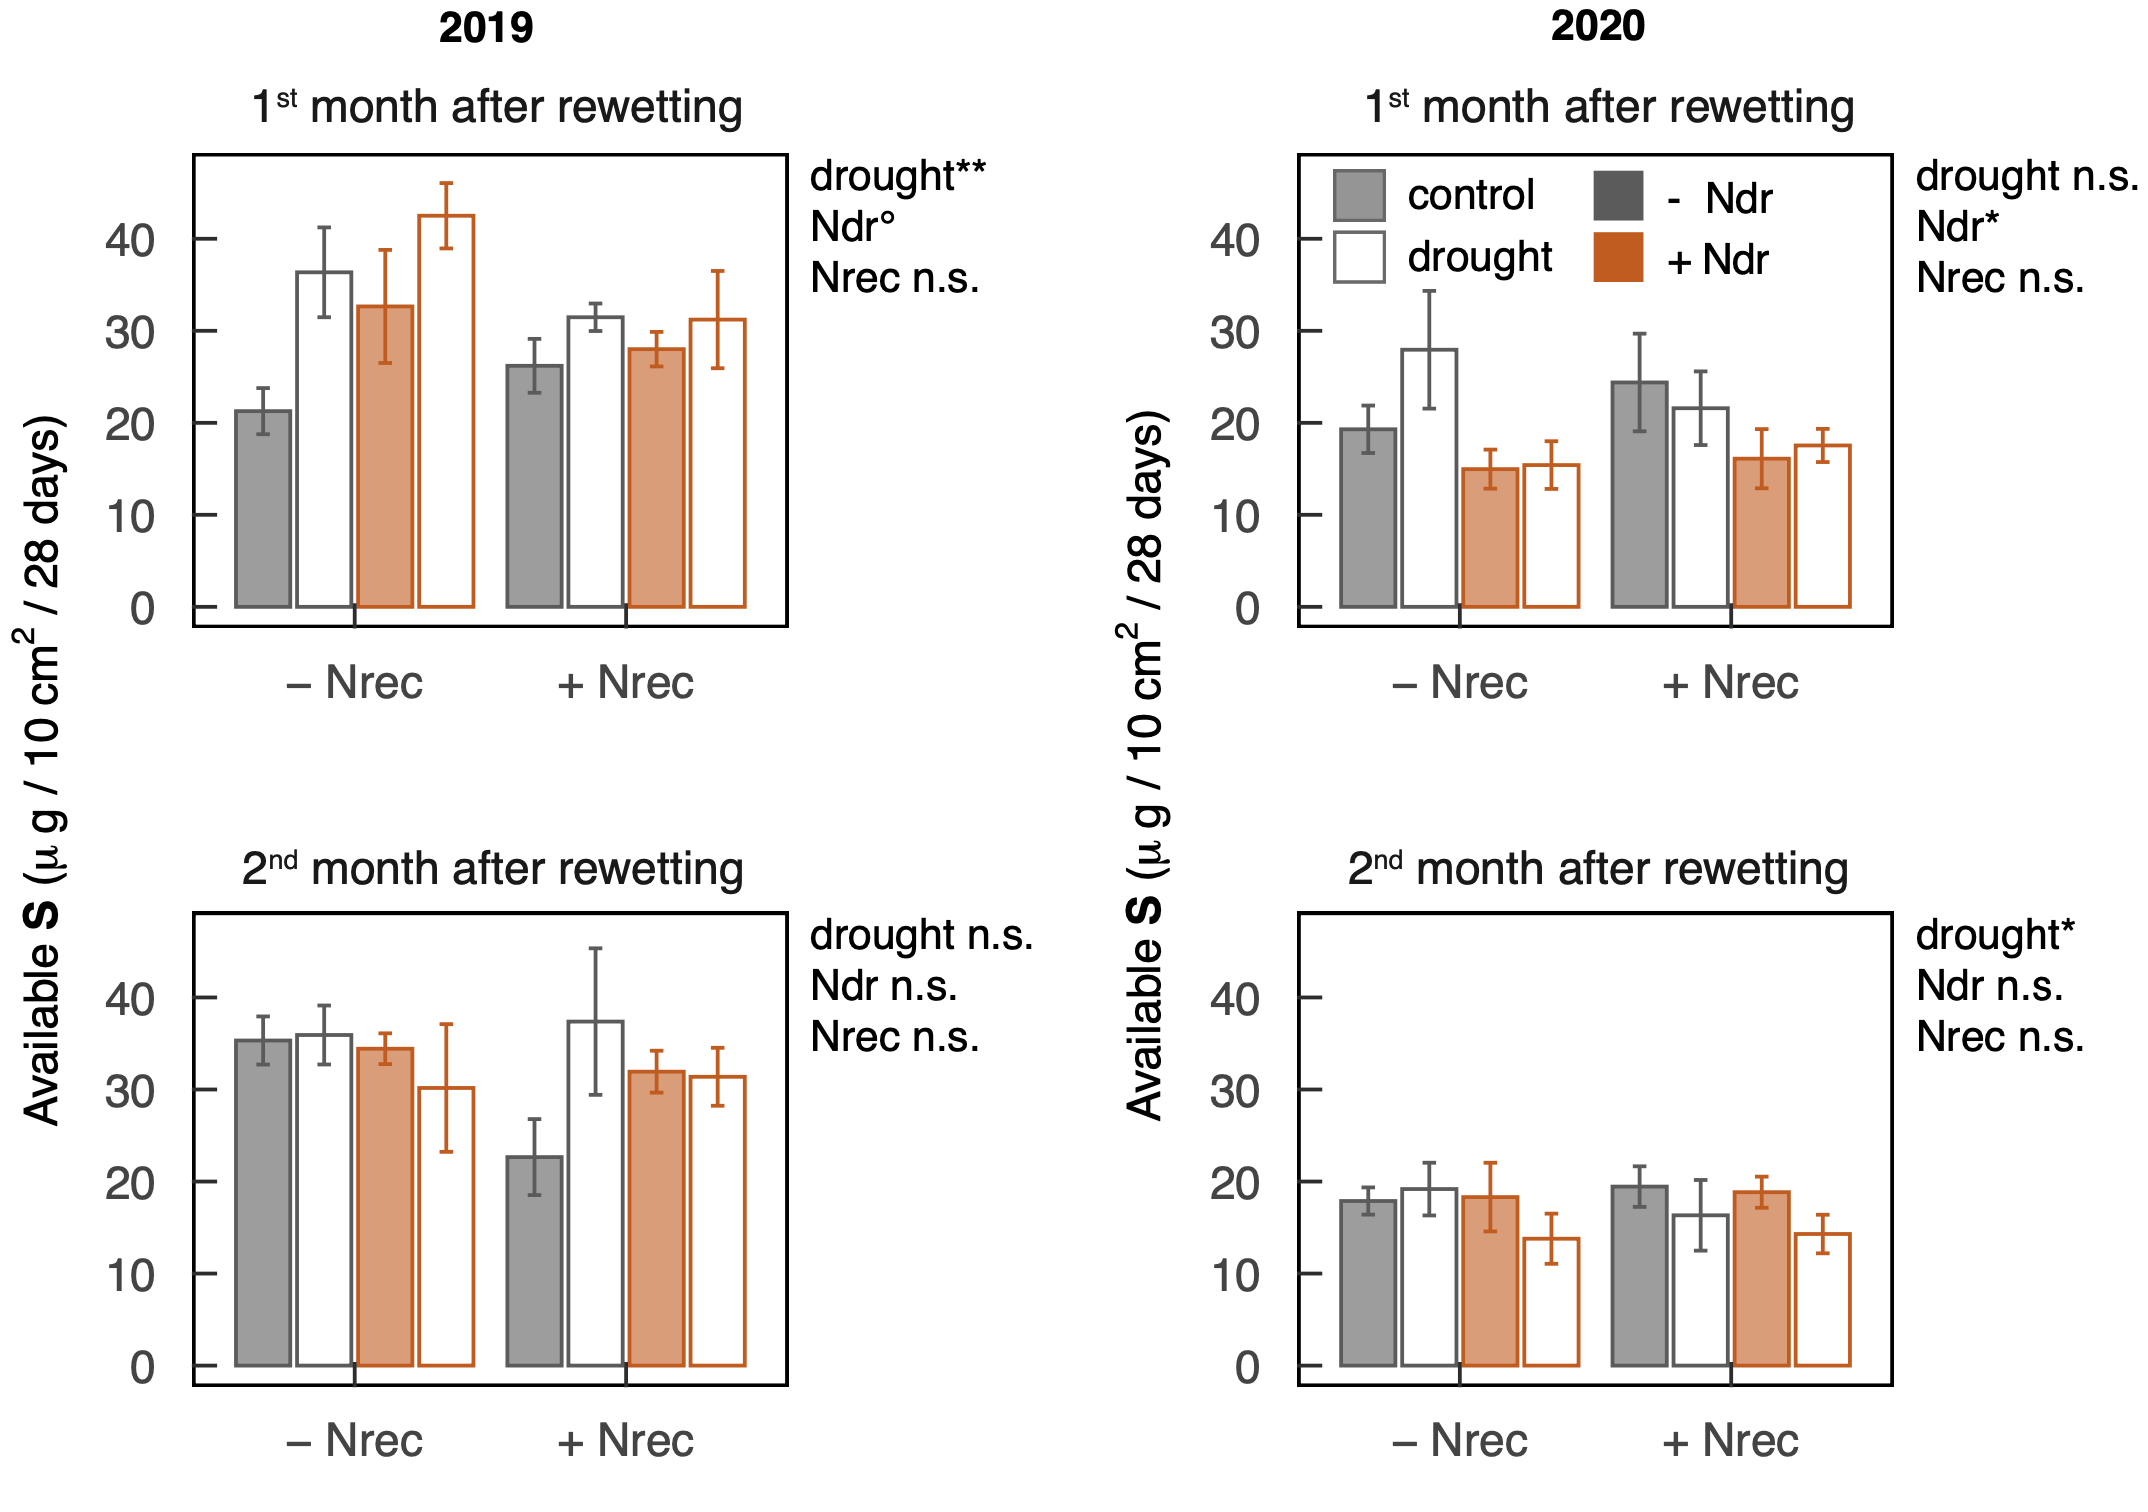 2019
1st month after rewetting
drought**
Ndr°
Nrec n.s.
40
30
20
10
0
– Nrec
+ Nrec
Available S (μ g / 10 cm2 / 28 days)
2nd month after rewetting
drought n.s.
Ndr n.s.
Nrec n.s.
40
30
20
10
0
– Nrec
+ Nrec
2020
1st month after rewetting
control
- Ndr
drought
+ Ndr
drought n.s.
Ndr*
Nrec n.s.
40
30
20
10
0
– Nrec
+ Nrec
Available S (μ g / 10 cm2 / 28 days)
2nd month after rewetting
drought*
Ndr n.s.
Nrec n.s.
40
30
20
10
0
– Nrec
+ Nrec